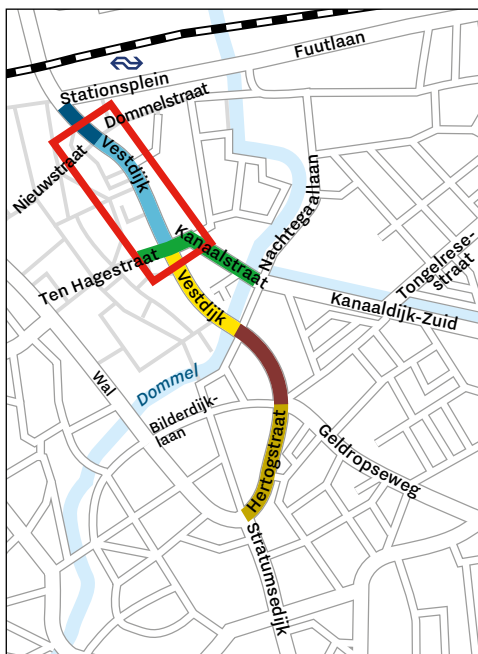 Fuutlaan
Stationsplein
Dommelstraat
Nieuwstraat
Vestdijk
Nachtegaallaan
Kanaalstraat
Ten Hagestraat
Tongelrese-
straat
Vestdijk
Kanaaldijk-Zuid
Wal
Dommel
Bilderdijk-
laan
Geldropseweg
Hertogstraat
Stratumsedijk